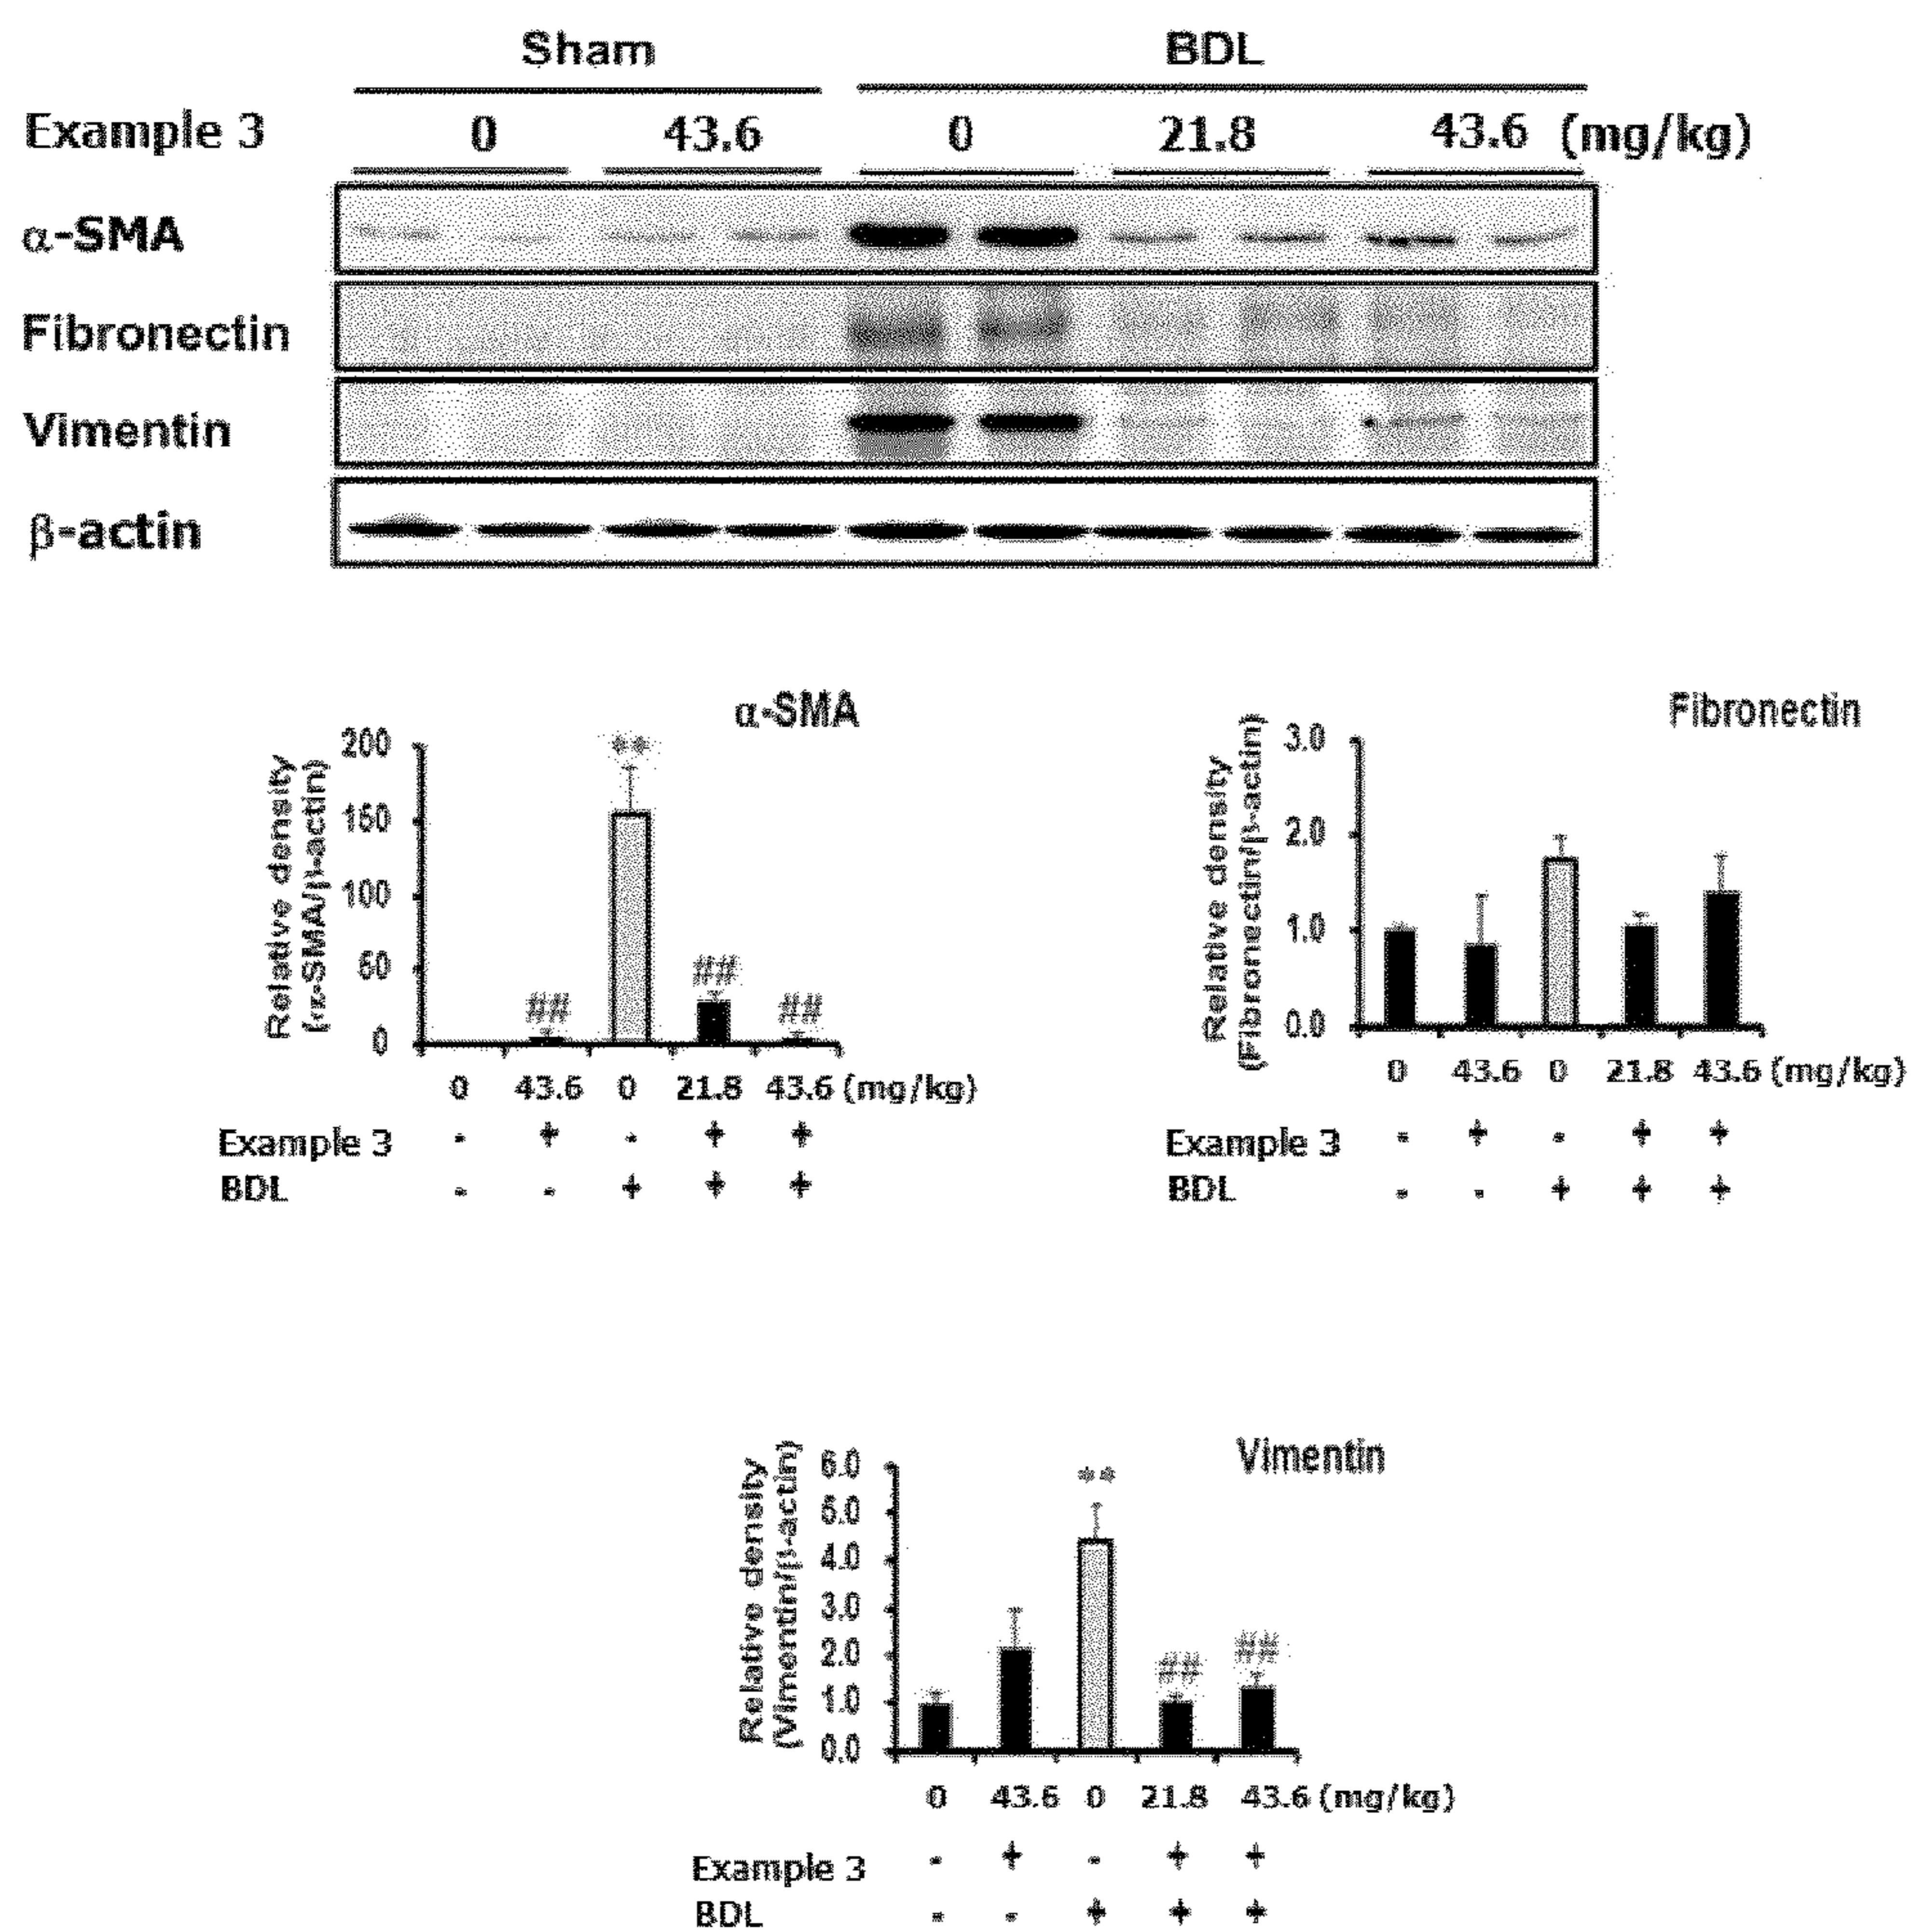 Sham BDL
Example 3 0 43.6 0 21.8 43.6 (mg/kg)
α-SMA
Fibronectin
Vimentin
β-actin
α-SMA
Relative density
(α-SMA/β-actin)
200
150
100
50
0
**
##
##
##
0 43.6 0 21.8 43.6 (mg/kg)
Example 3 - + - + +
BDL - - + + +
Fibronectin
Relative density
(Fibronectin/β-actin)
3.0
2.0
1.0
0.0
0 43.6 0 21.8 43.6 (mg/kg)
Example 3 - + - + +
BDL - - + + +
Vimentin
Relative density
(Vimentin/β-actin)
6.0
5.0
4.0
3.0
2.0
1.0
0.0
**
##
##
0 43.6 0 21.8 43.6 (mg/kg)
Example 3 - + - + +
BDL - - + + +